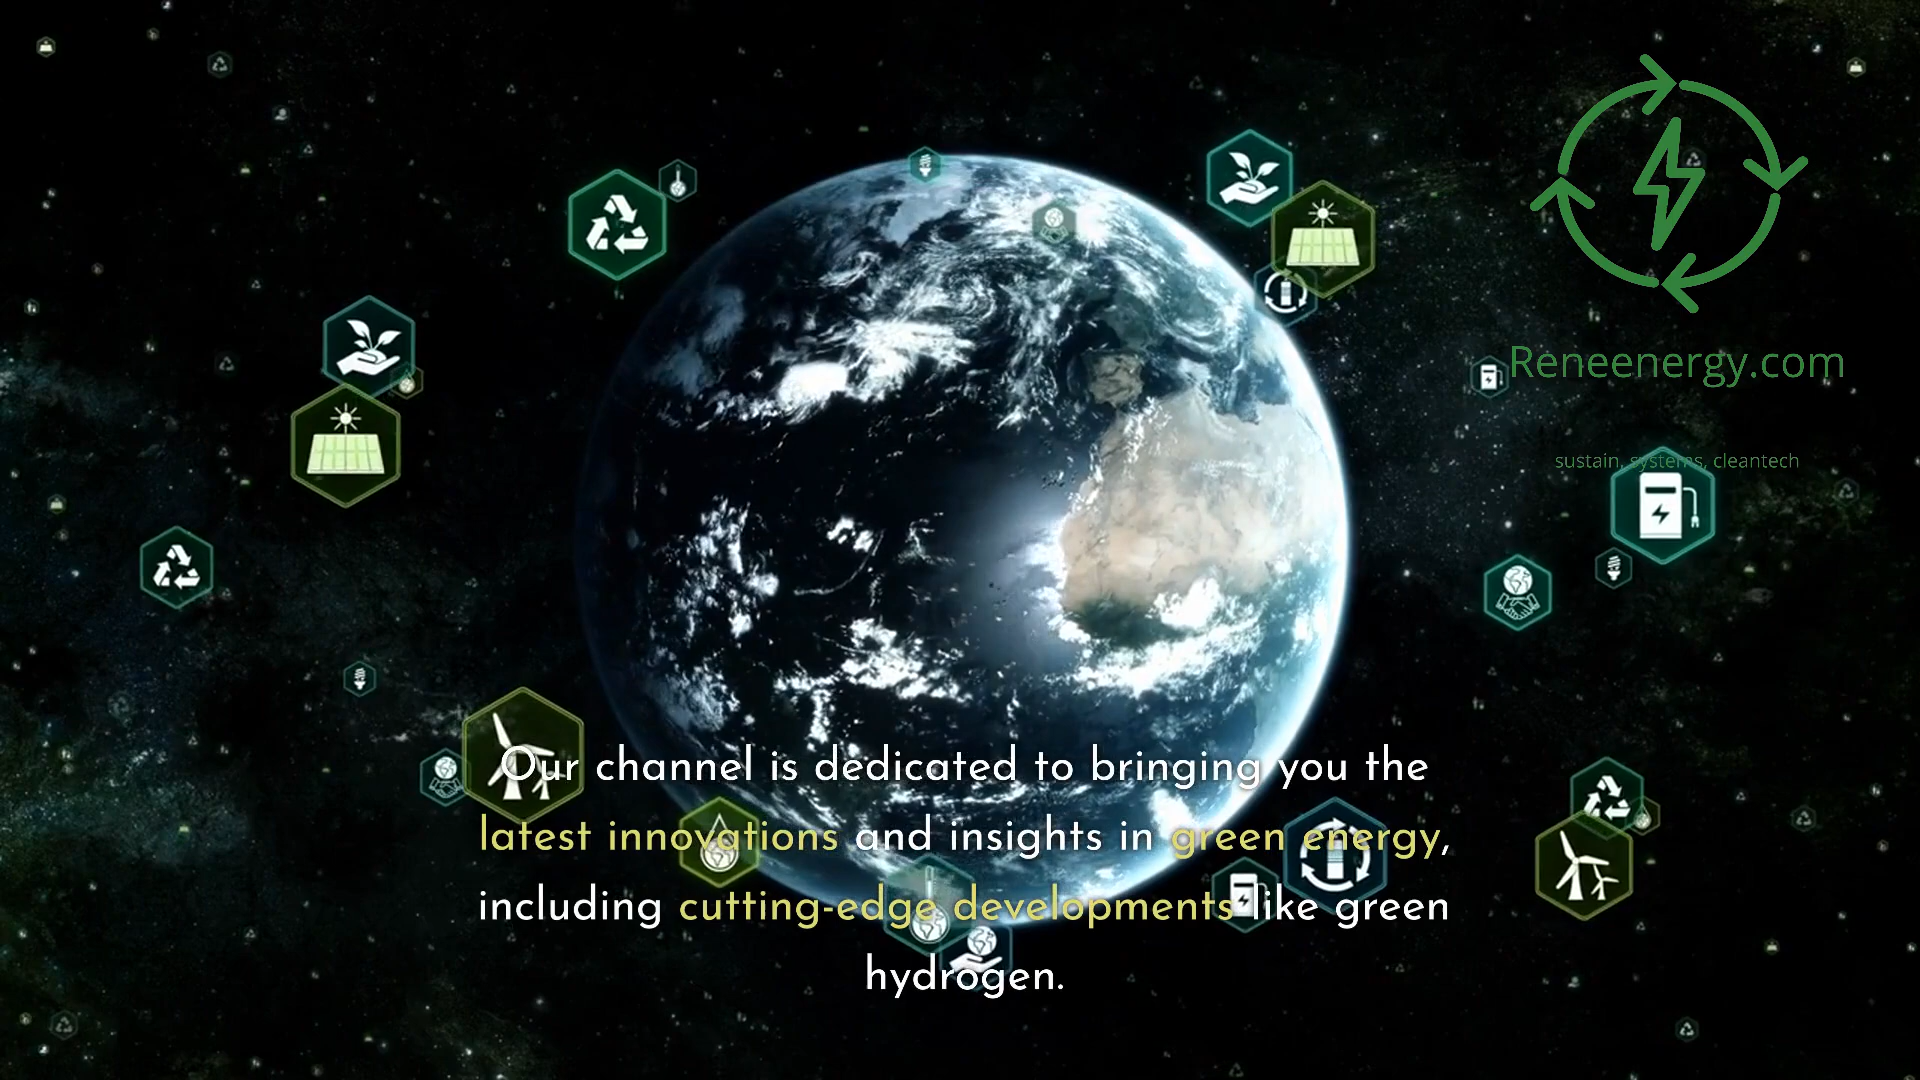 Reneenergy.com
sustain, systems, cleantech
Our channel is dedicated to bringing you the
latest innovations and insights in green energy,
including cutting-edge developments like green
hydrogen.